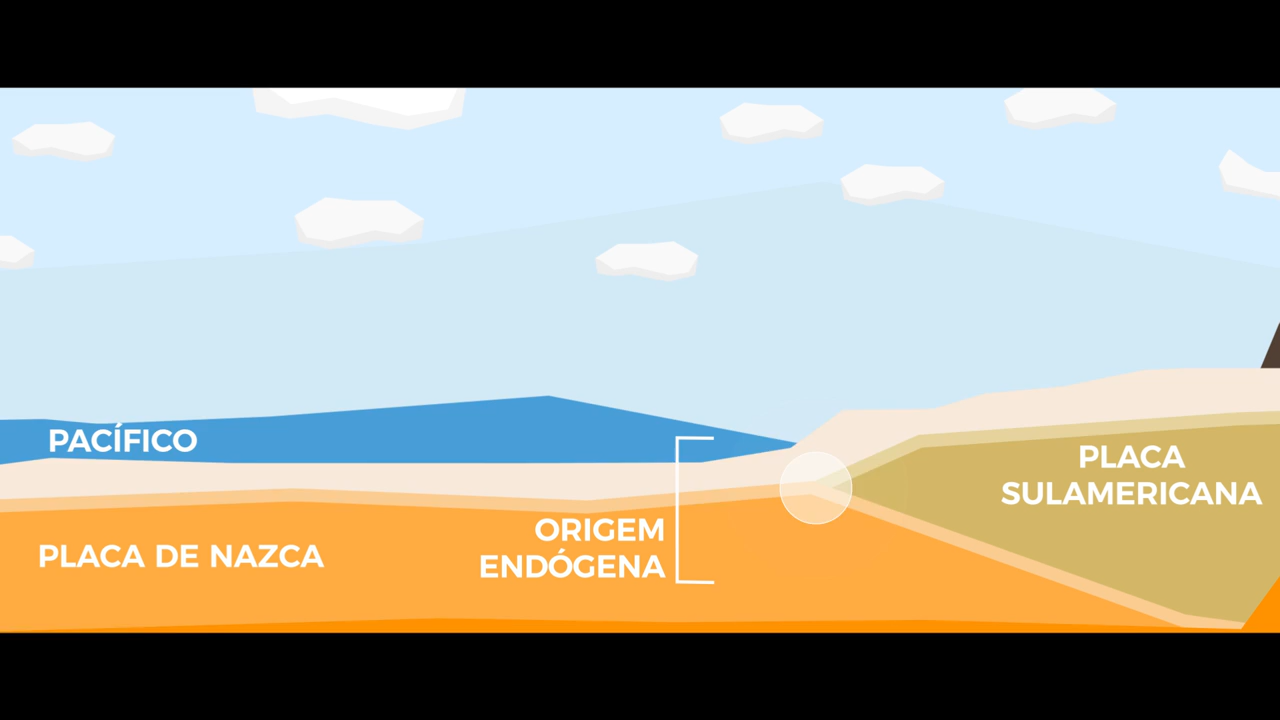 PACÍFICO
PLACA DE NAZCA
ORIGEM
ENDÓGENA
PLACA
SULAMERICANA